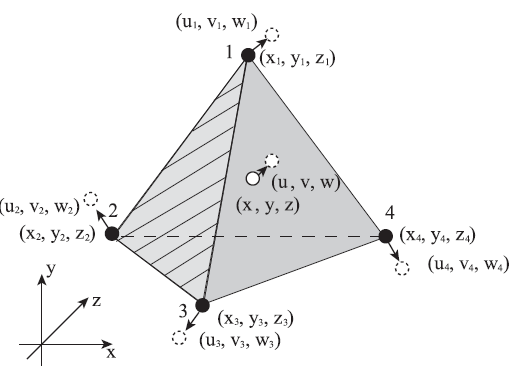 (u₁, v₁, w₁)
1
(x₁, y₁, z₁)
(u, v, w)
(x, y, z)
(u₂, v₂, w₂)
2
(x₂, y₂, z₂)
4
(x₄, y₄, z₄)
(u₄, v₄, w₄)
3
(x₃, y₃, z₃)
(u₃, v₃, w₃)
y
z
x